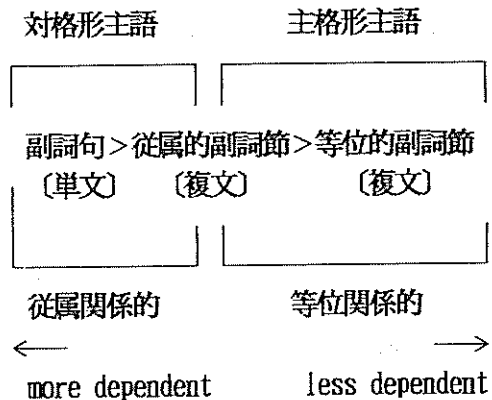 対格形主語 主格形主語
副詞句>従属的副詞節>等位的副詞節
〔単文〕 〔複文〕 〔複文〕
従属関係的 等位関係的
← →
more dependent less dependent